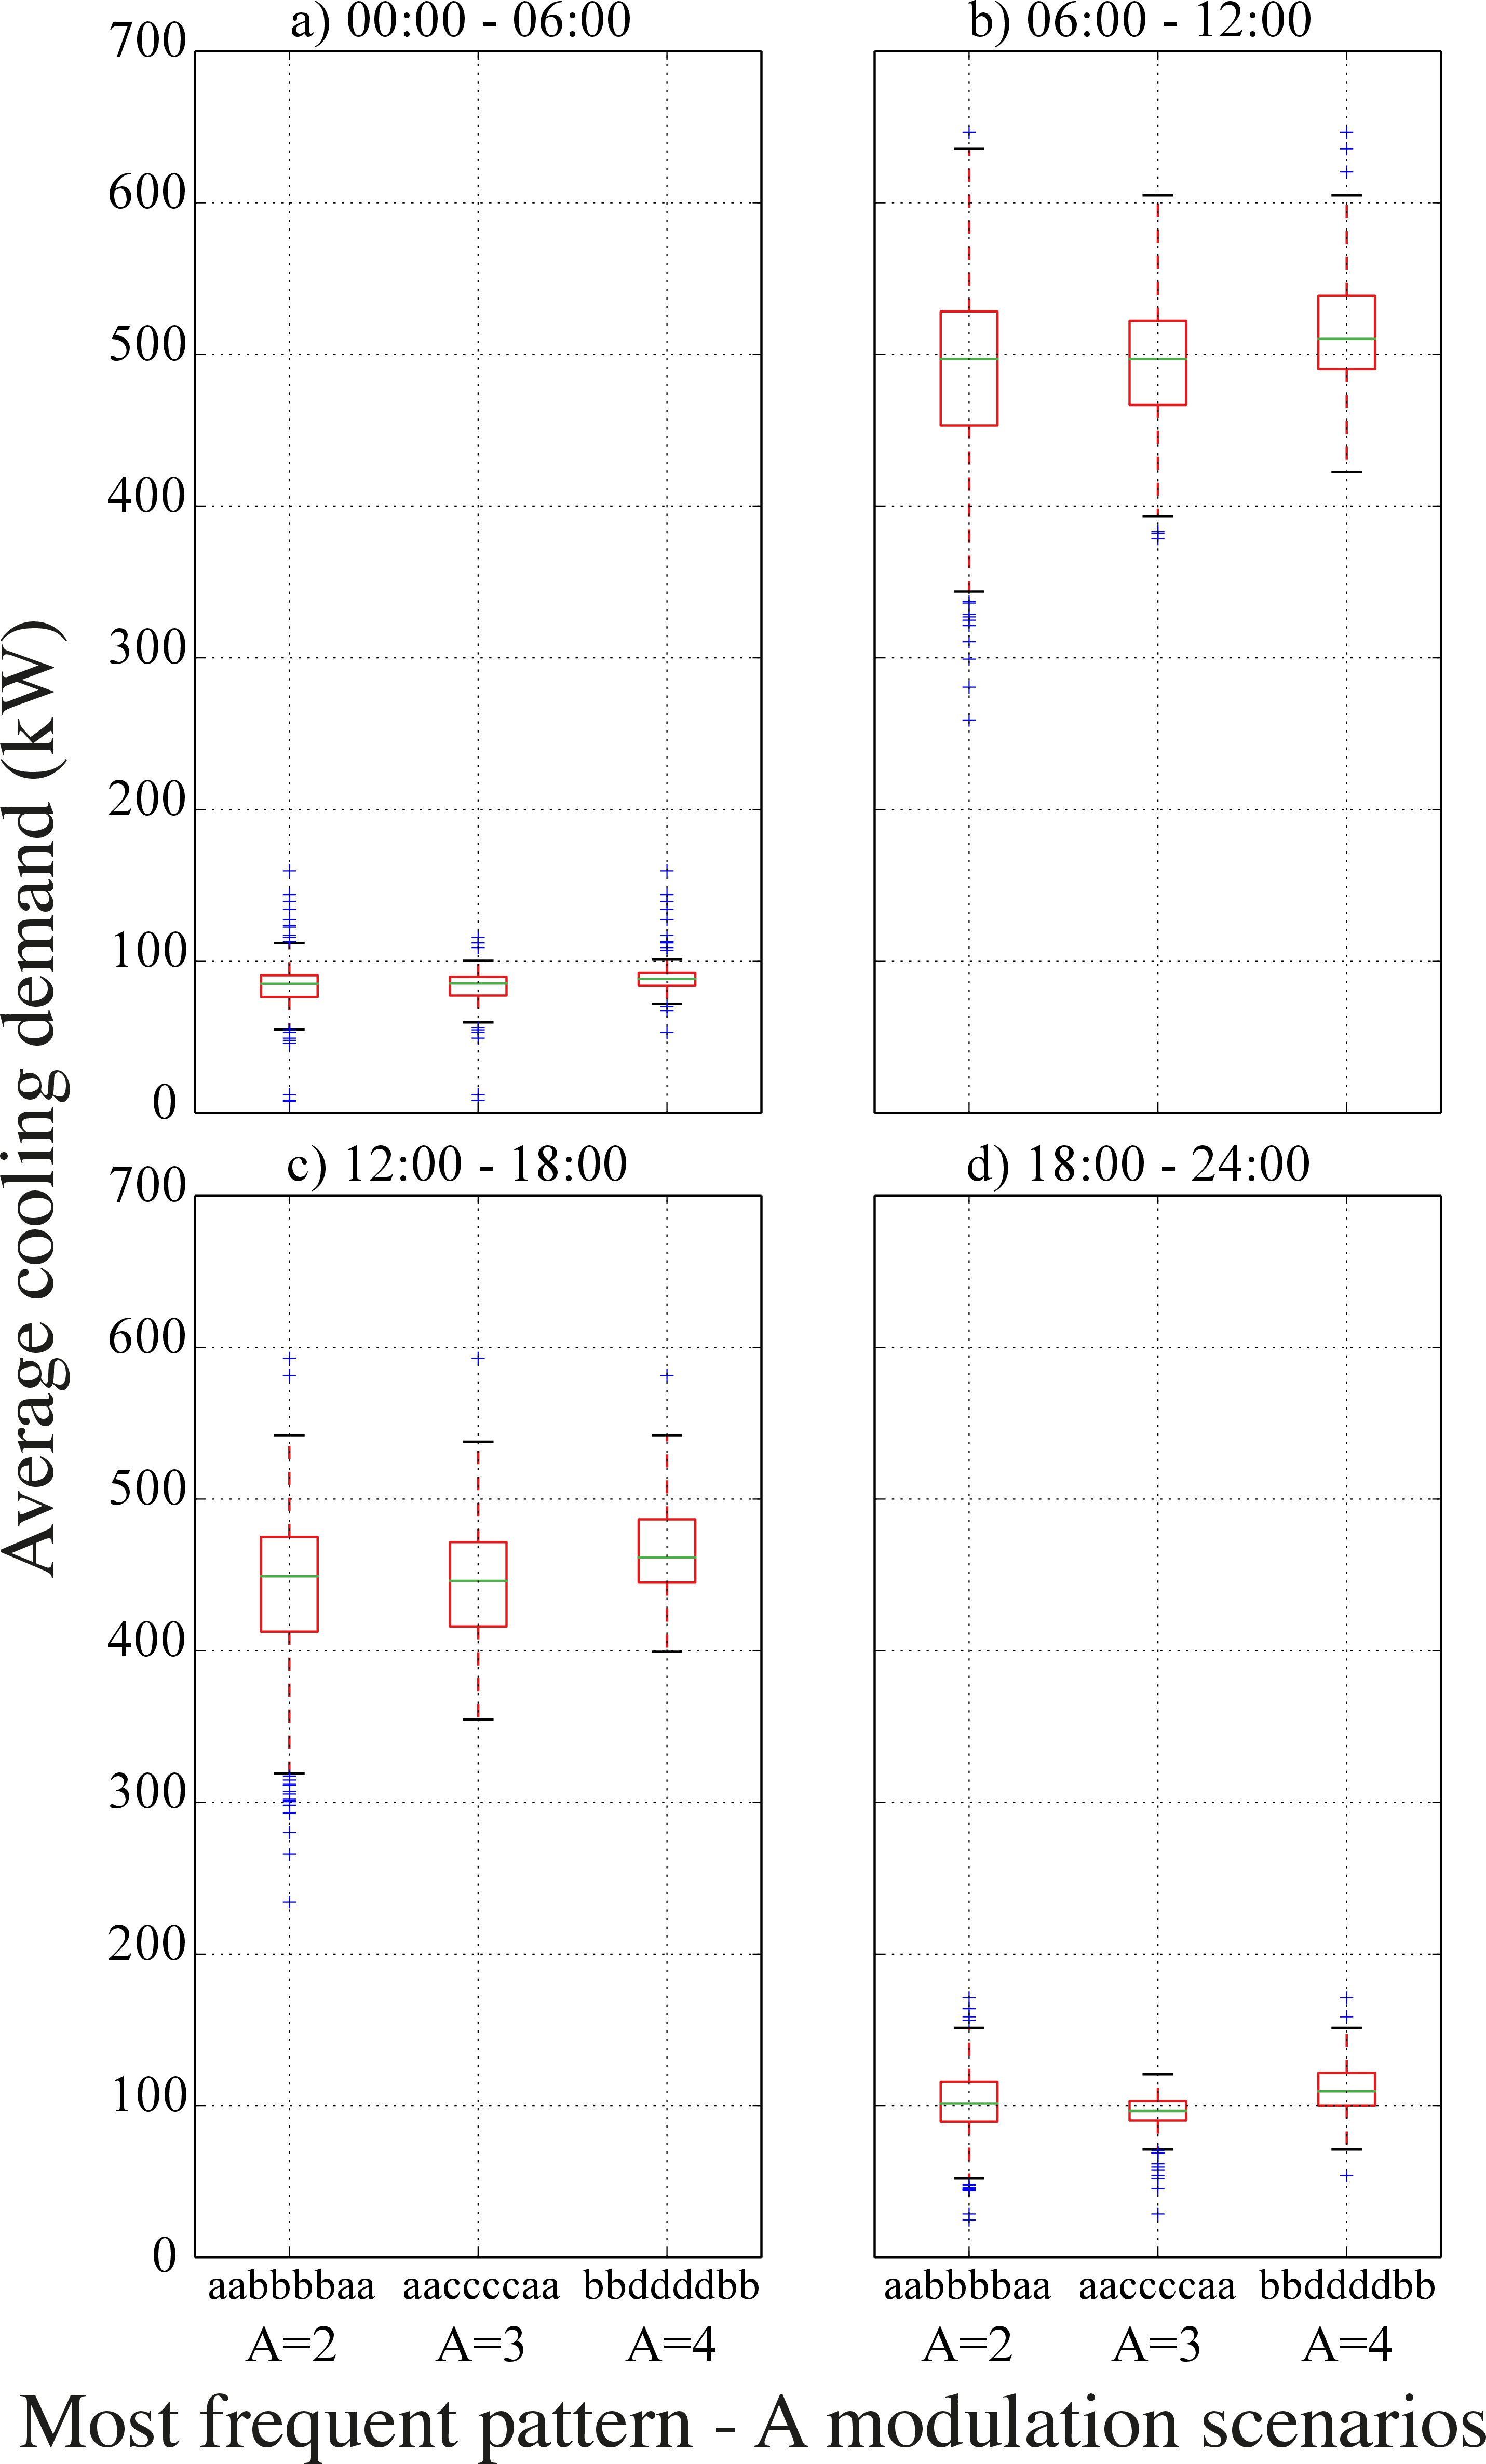 a) 00:00 - 06:00
b) 06:00 - 12:00
700
600
500
400
300
200
100
0
c) 12:00 - 18:00
d) 18:00 - 24:00
700
600
500
400
300
200
100
0
Average cooling demand (kW)
aabbbbaa aaccccaa bbddddbb
aabbbbaa aaccccaa bbddddbb
A=2 A=3 A=4
A=2 A=3 A=4
Most frequent pattern - A modulation scenarios